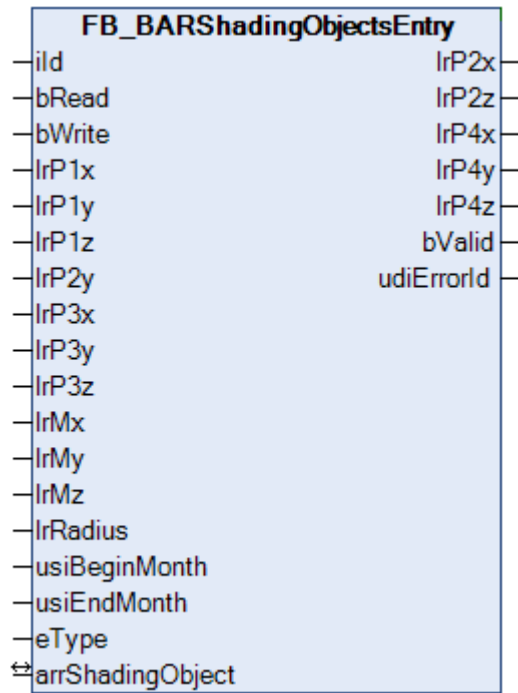 FB_BARShadingObjectsEntry
iId lrP2x
bRead lrP2z
bWrite lrP4x
lrP1x lrP4y
lrP1y lrP4z
lrP1z bValid
lrP2y udiErrorId
lrP3x
lrP3y
lrP3z
lrMx
lrMy
lrMz
lrRadius
usiBeginMonth
usiEndMonth
eType
arrShadingObject